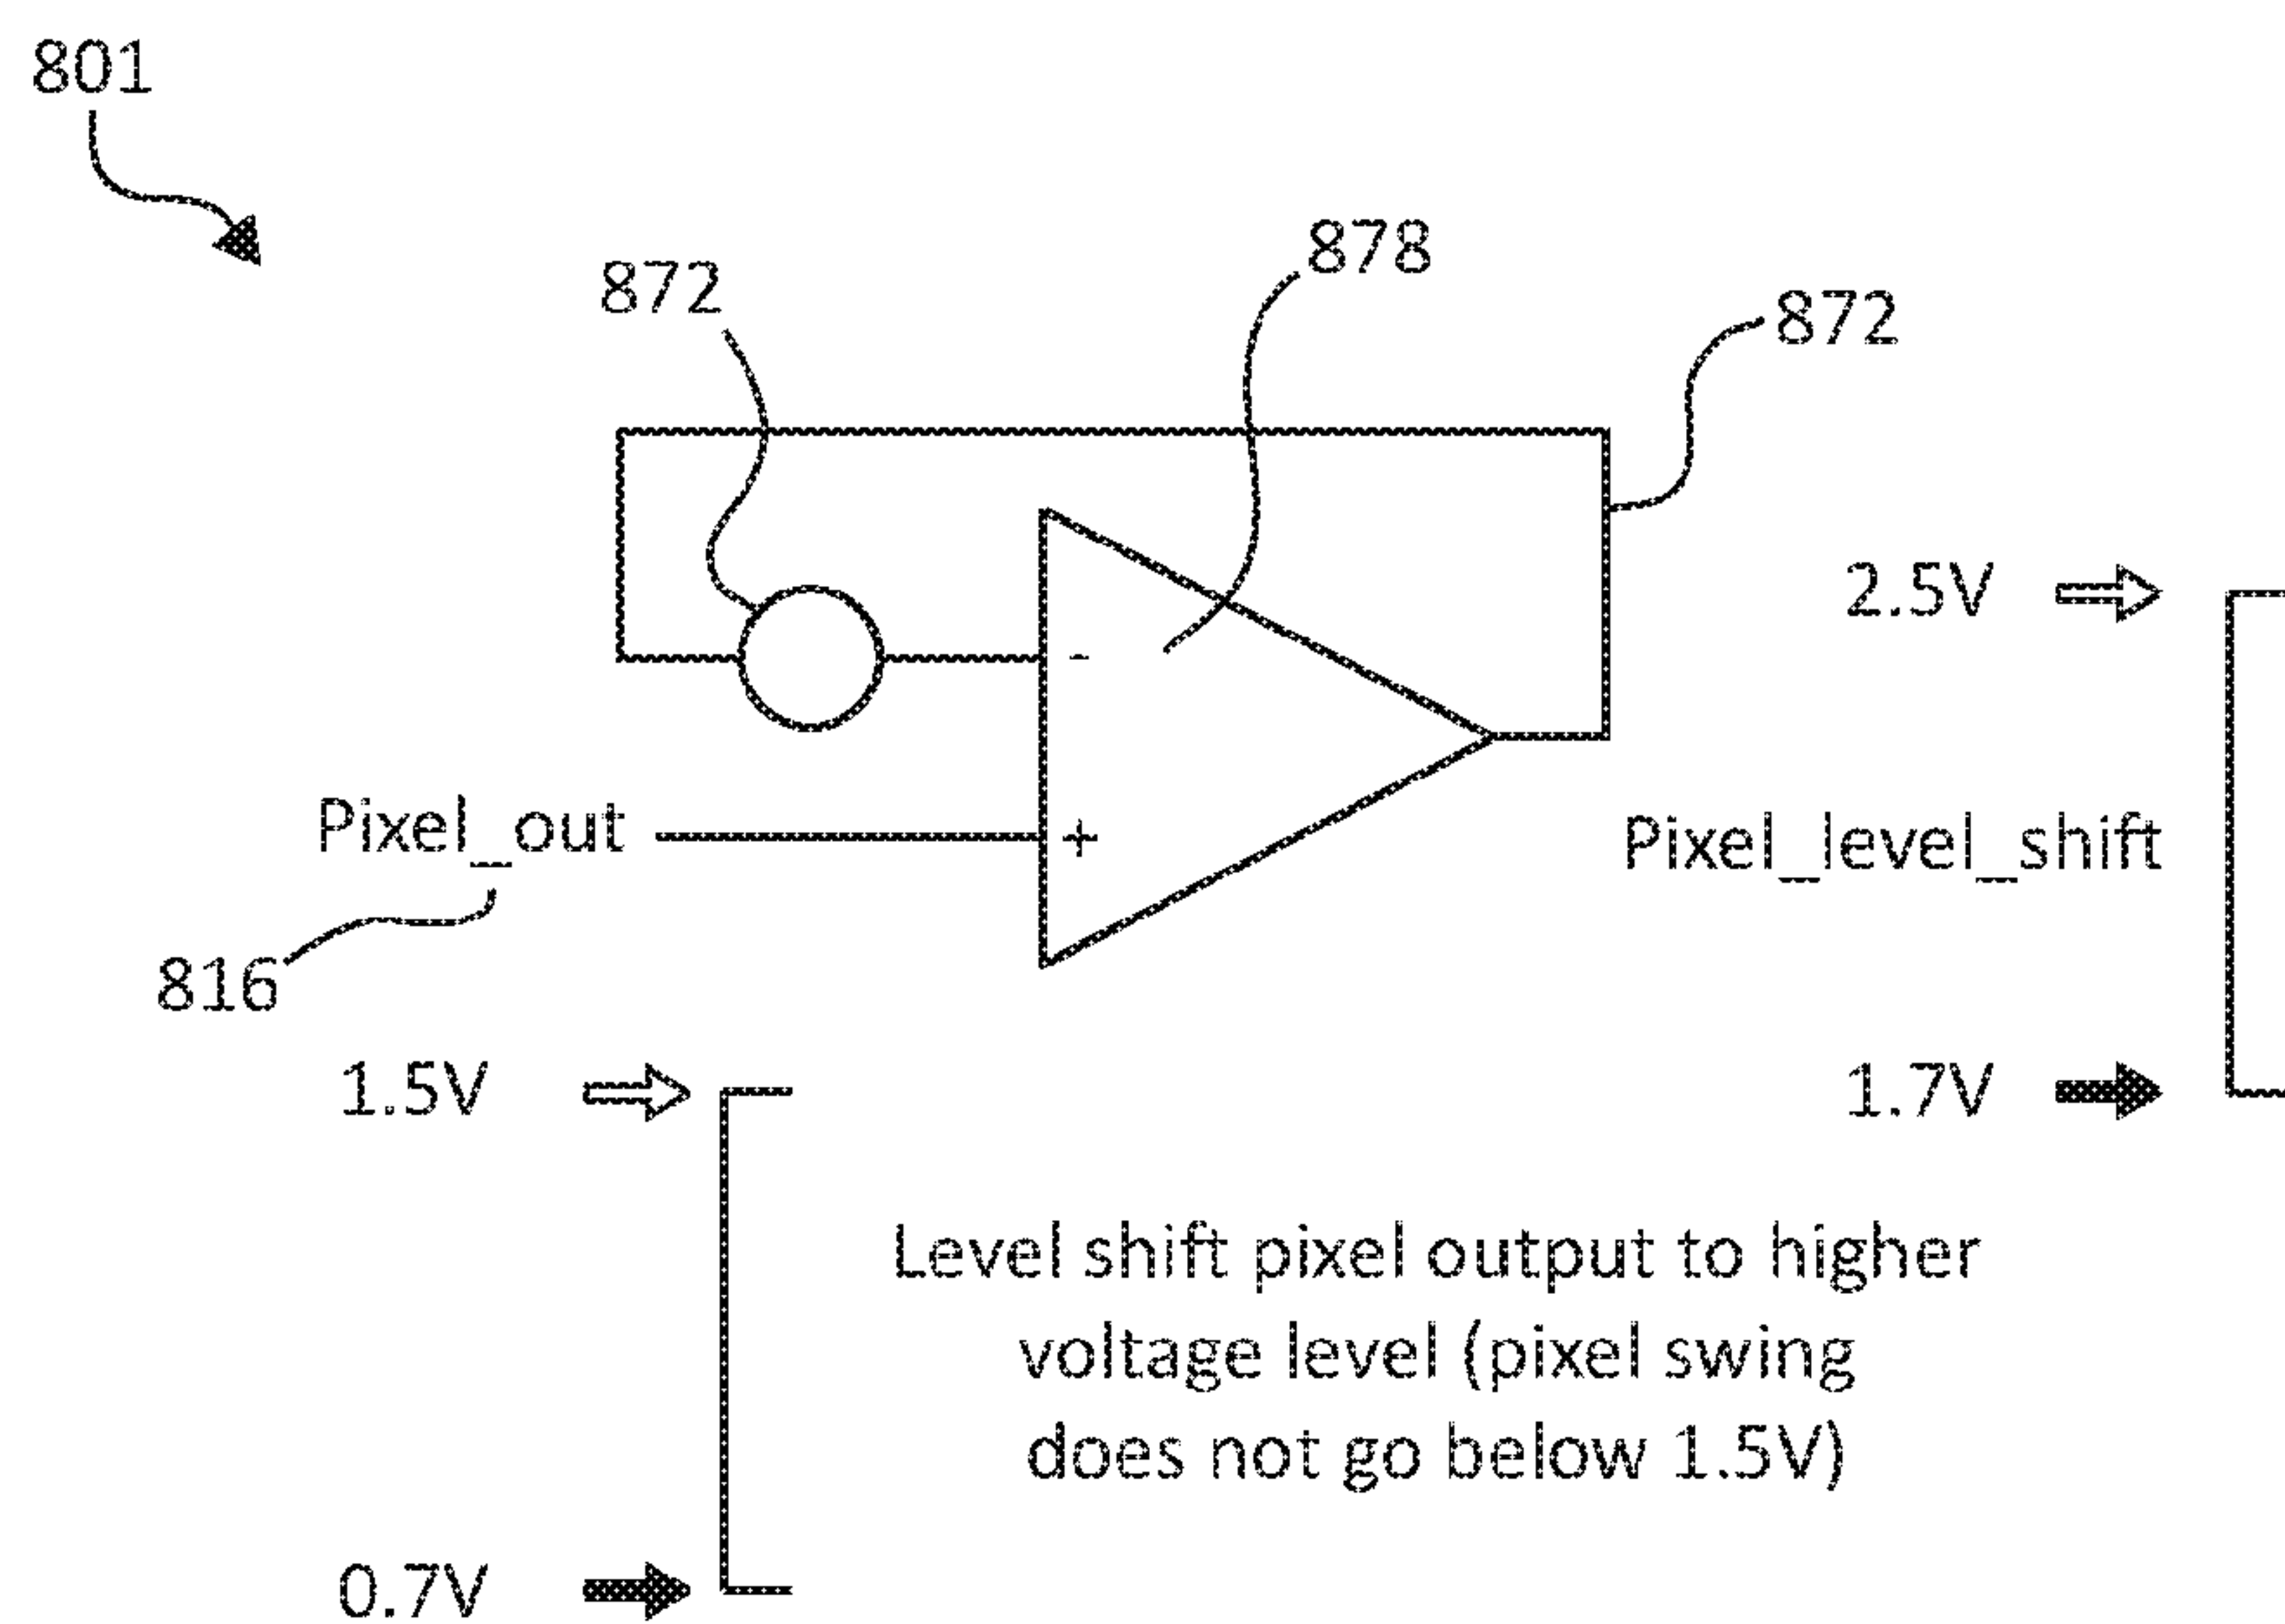 801
878
872
872
2.5V
-
Pixel_out
+
Pixel_level_shift
816
1.5V
1.7V
Level shift pixel output to higher
voltage level (pixel swing
does not go below 1.5V)
0.7V